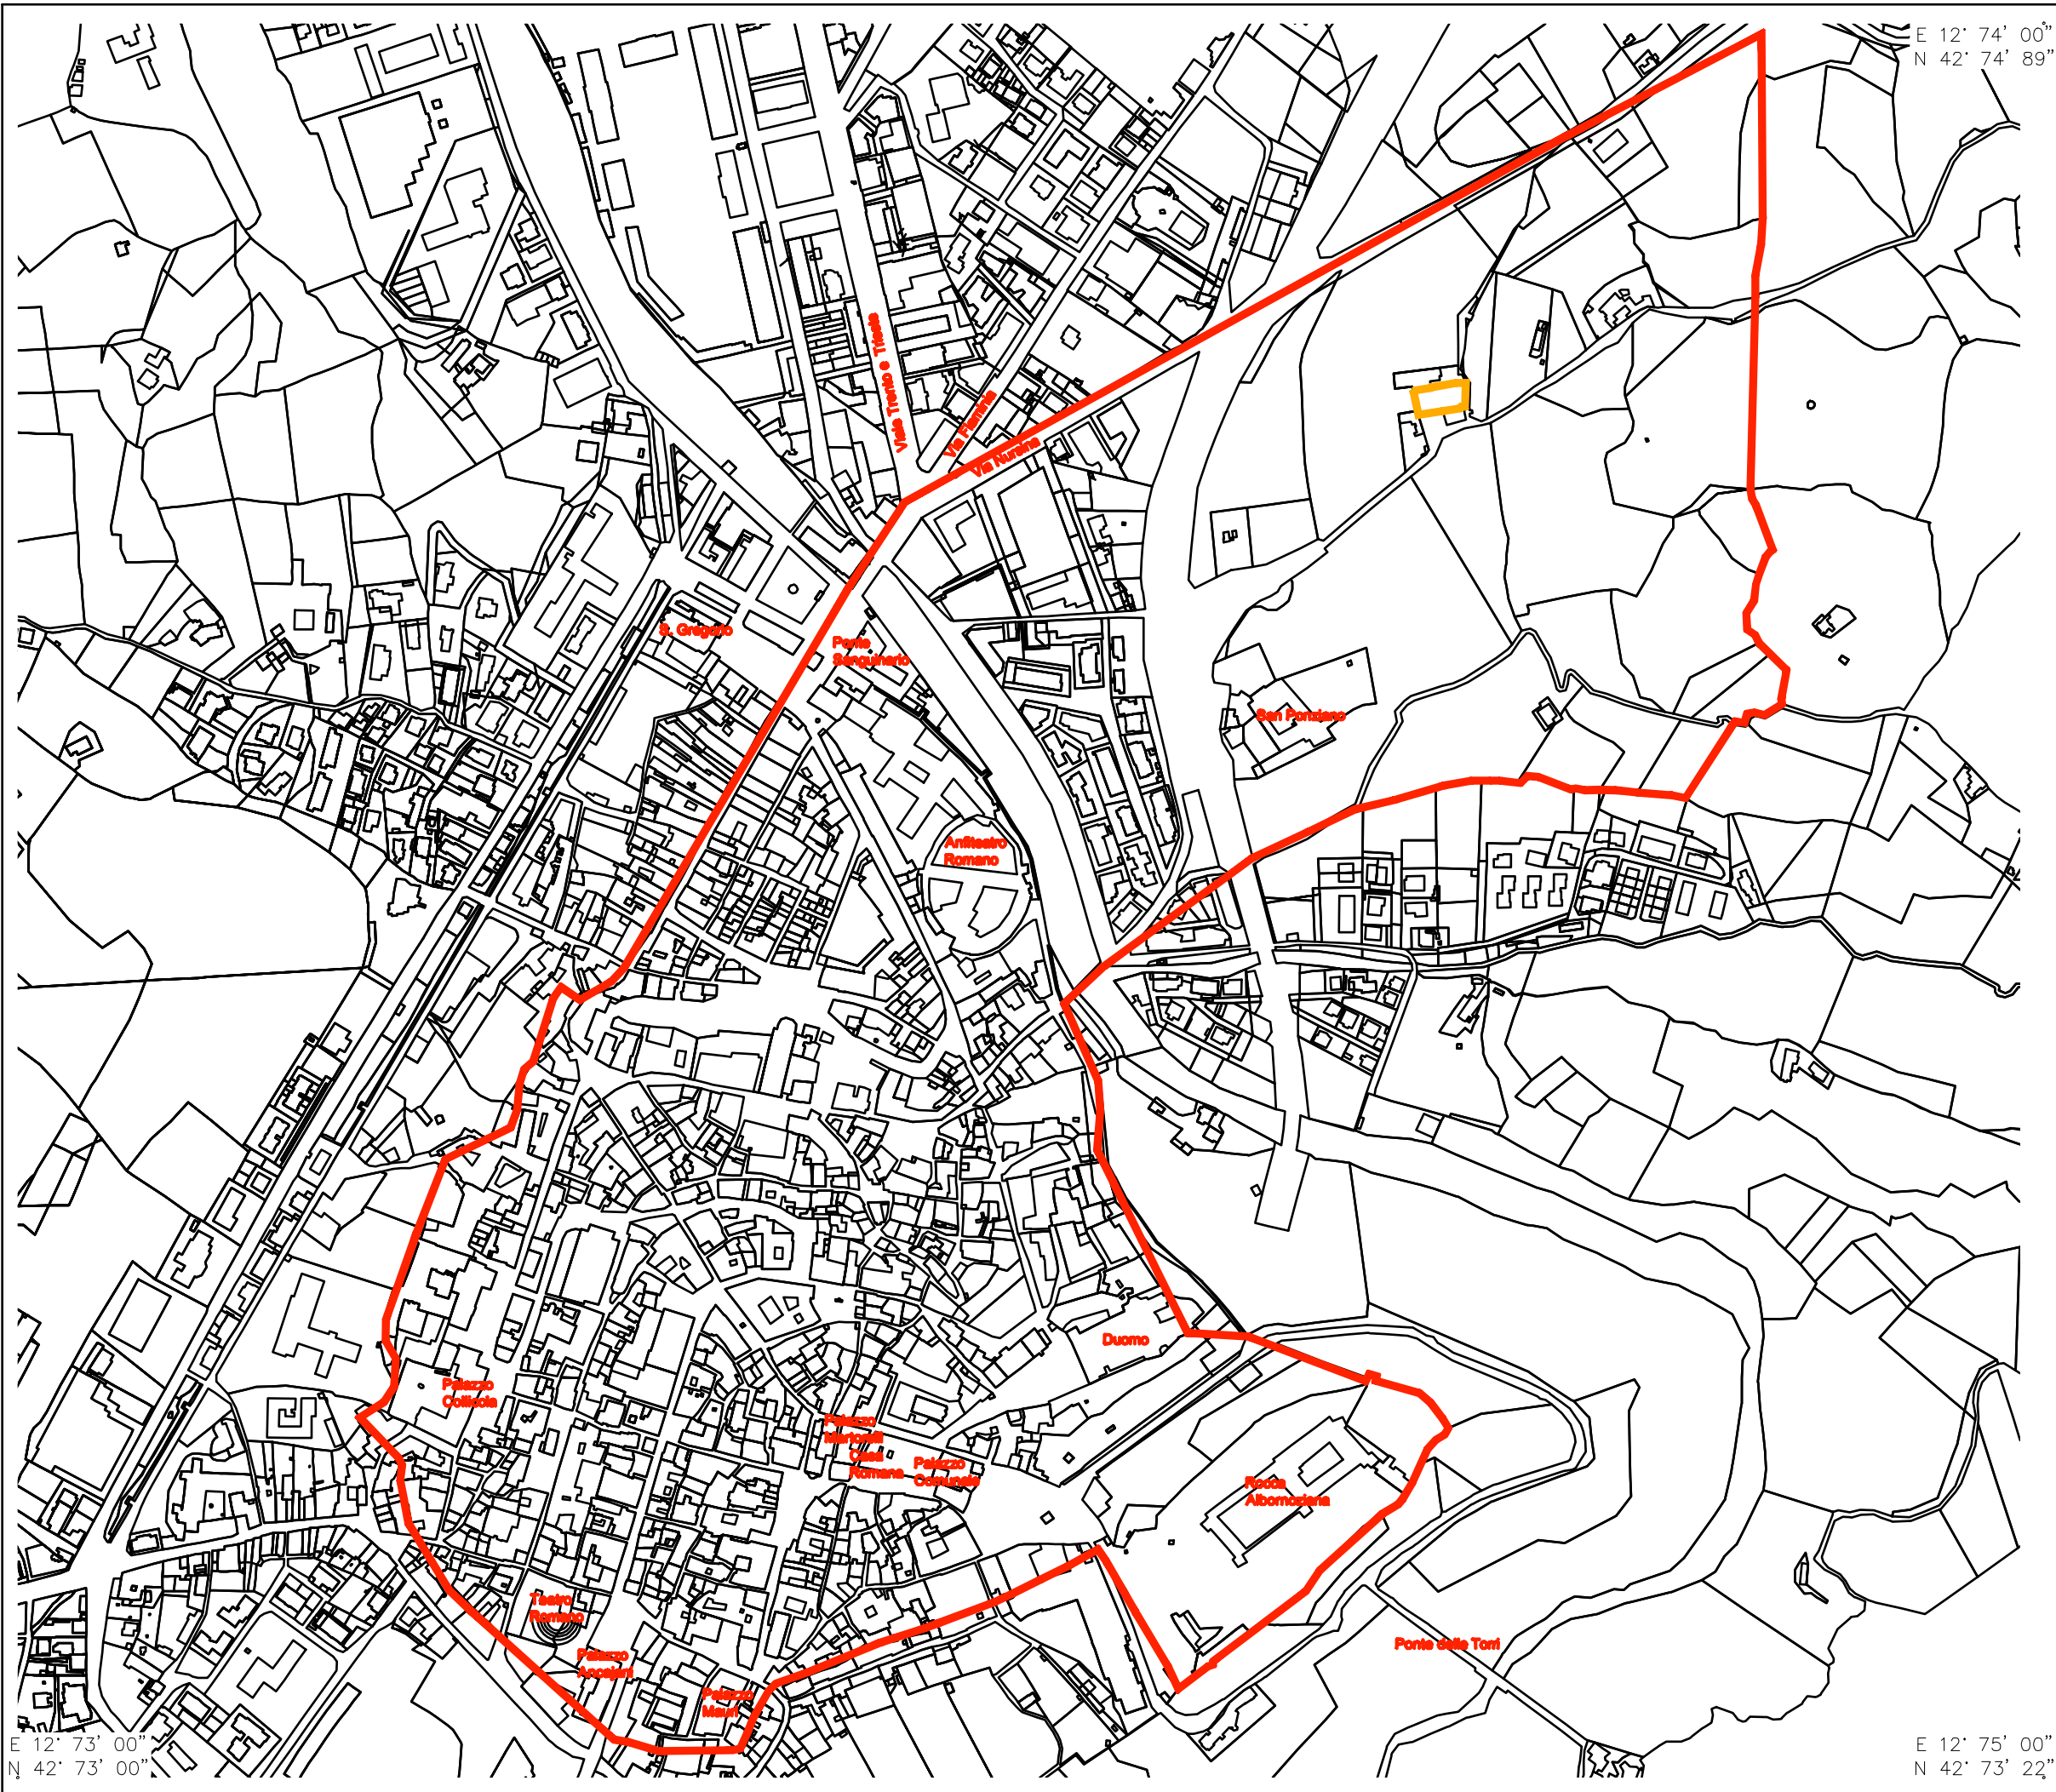 E 12° 74' 00"
N 42° 74' 89"
Viale Trento e Trieste
Via Flaminia
Via Nursina
S. Gregorio
Ponte
Sanguinario
San Ponziano
Anfiteatro
Romano
Duomo
Palazzo
Collicola
Palazzo
Martorelli
Casa
Romana
Palazzo
Comunale
Rocca
Albornoziana
Teatro
Romano
Ponte delle Torri
Palazzo
Ancajani
Palazzo
Mauri
E 12° 73' 00"
N 42° 73' 00"
E 12° 75' 00"
N 42° 73' 22"